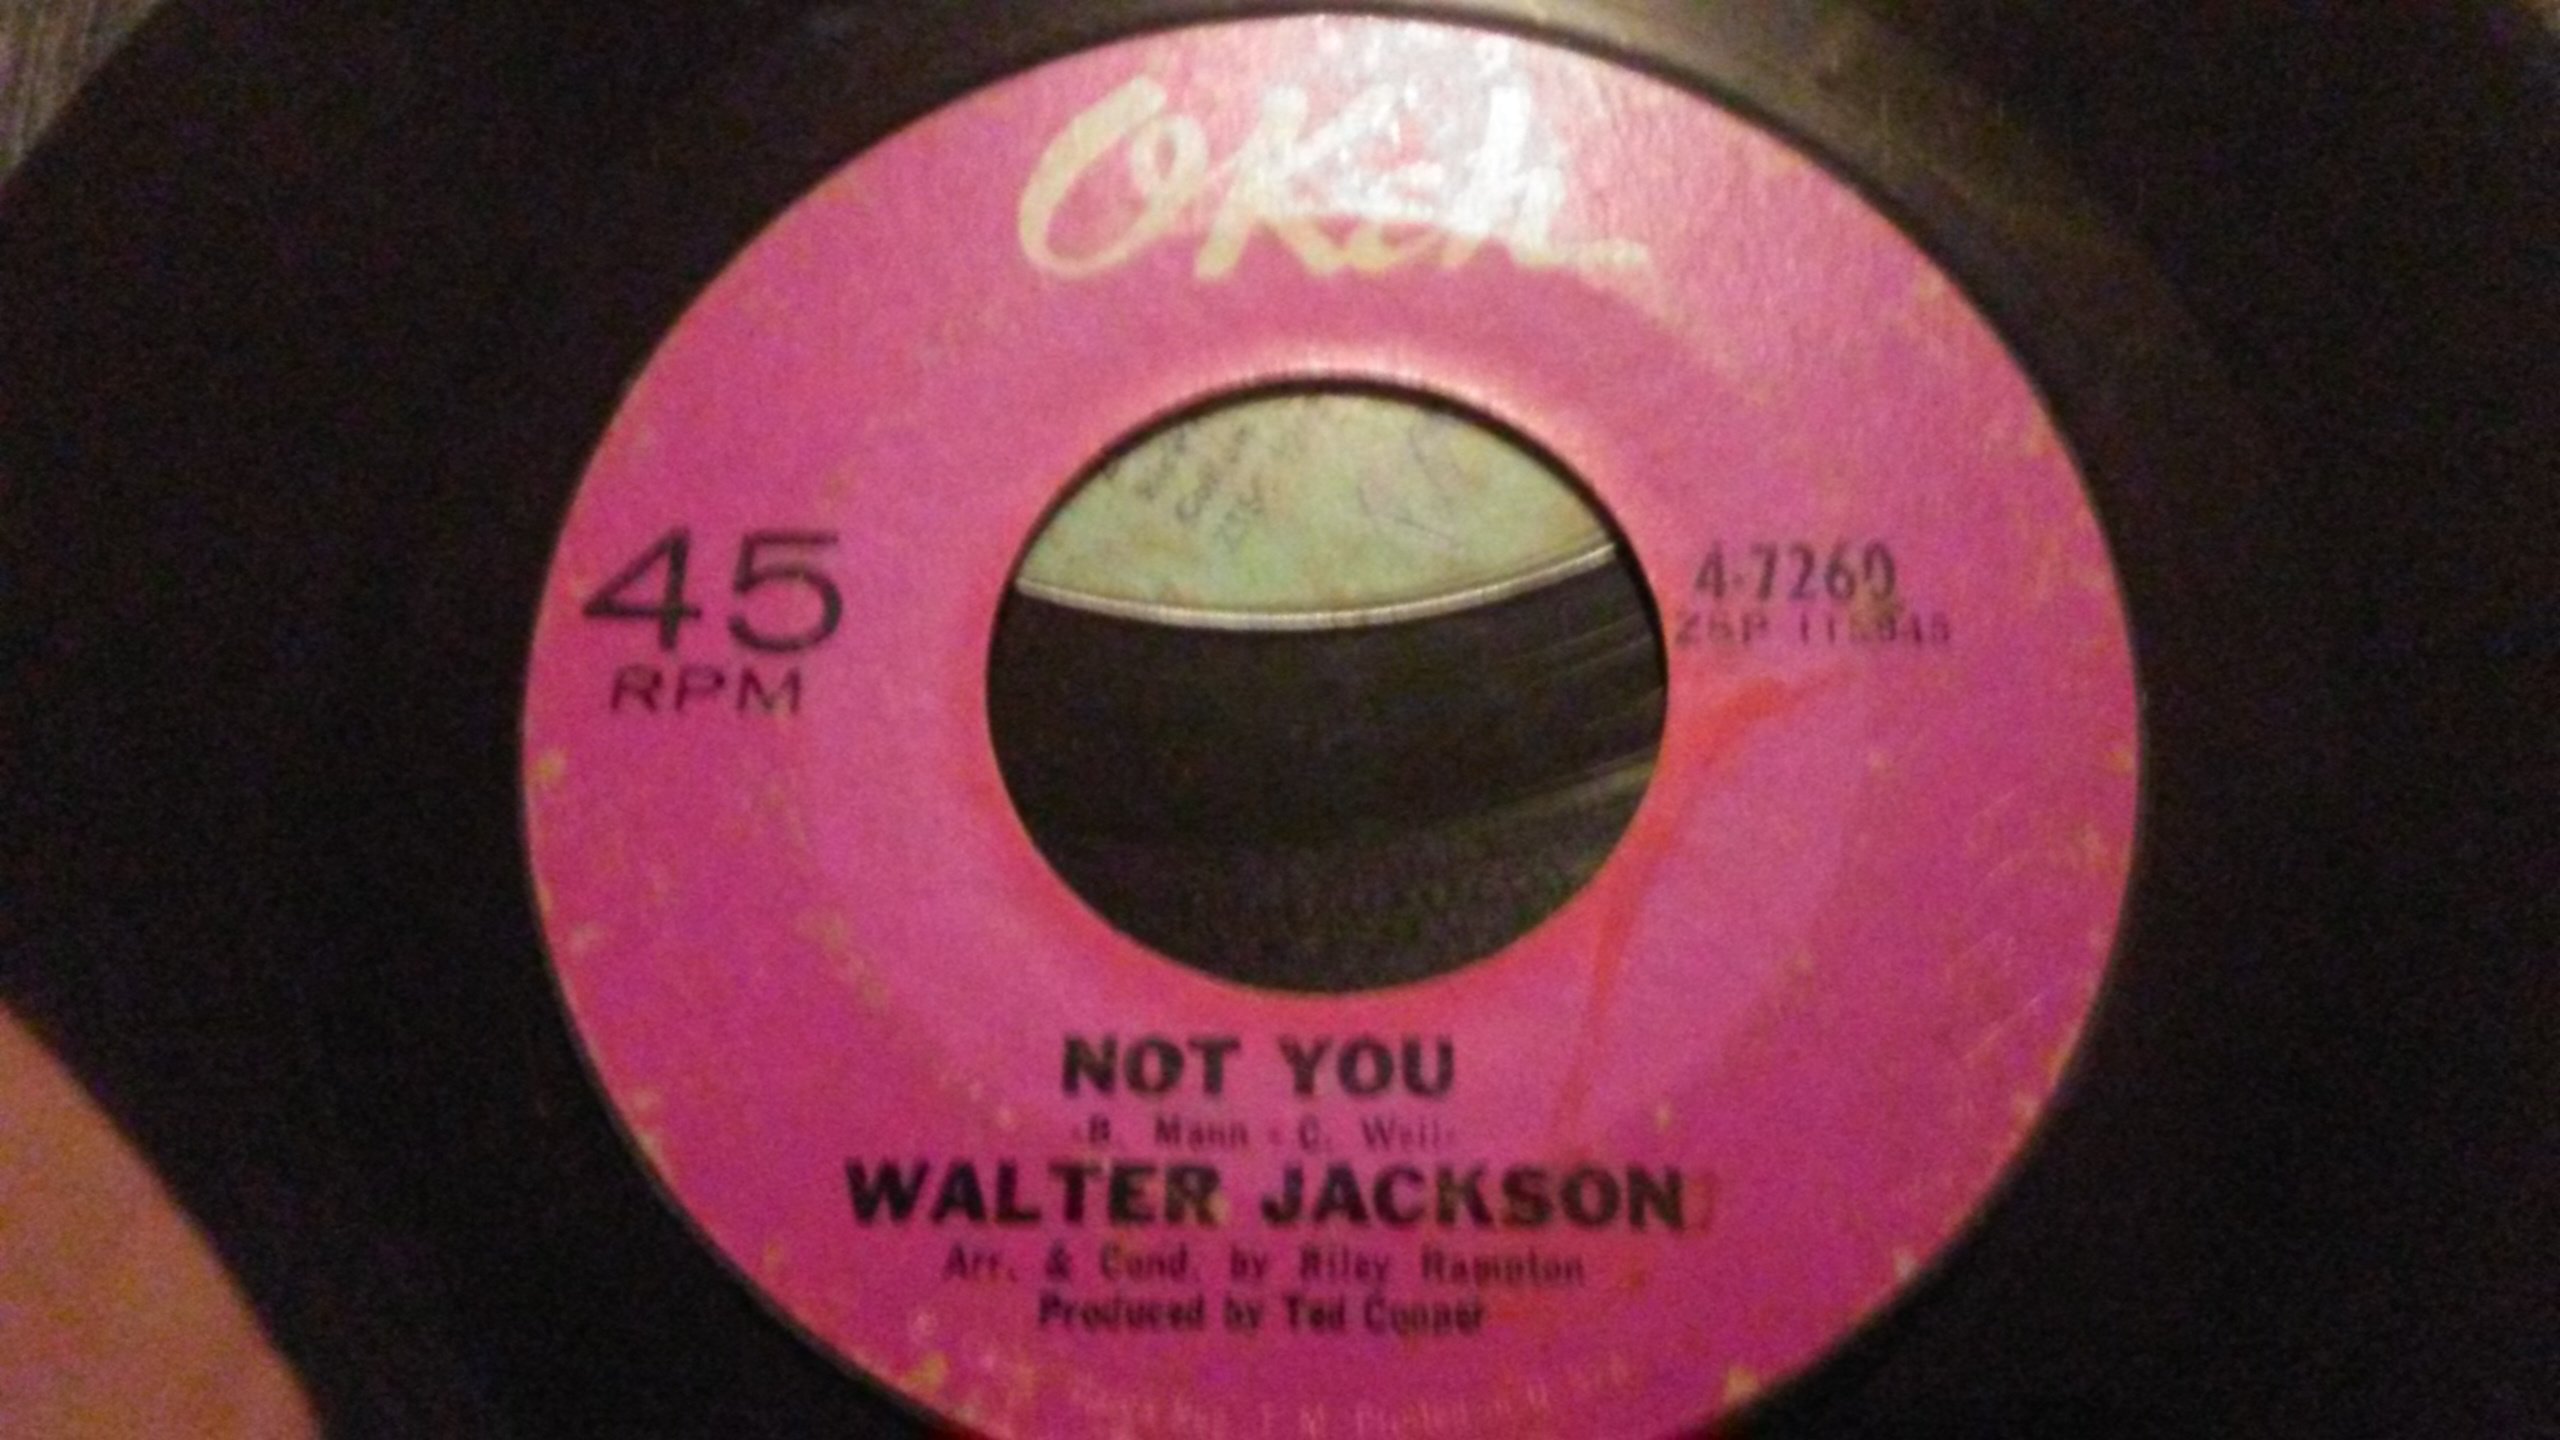 OKeh
45
RPM
4-7260
ZSP
NOT YOU
-B. Mann - C. Weil-
WALTER JACKSON
Arr. & Cond. by Riley Hampton
Produced by Ted Cooper